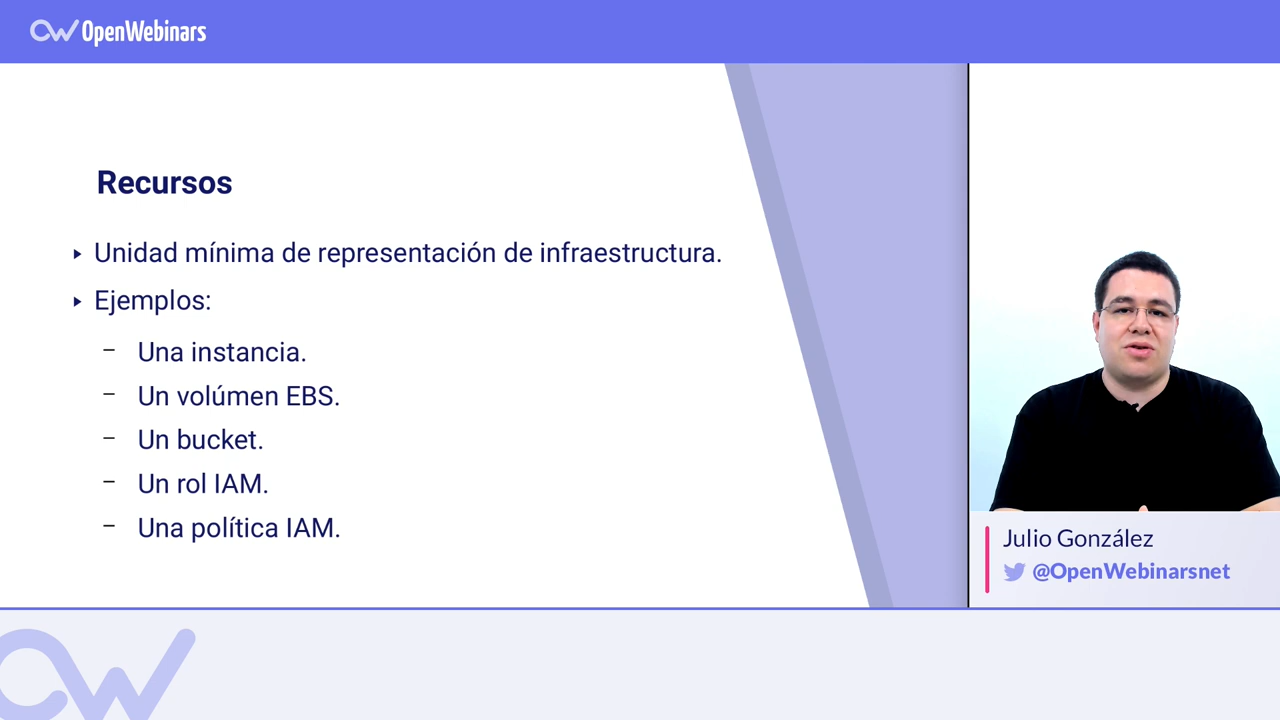 OpenWebinars
Recursos
‣ Unidad mínima de representación de infraestructura.
‣ Ejemplos:
– Una instancia.
– Un volúmen EBS.
– Un bucket.
– Un rol IAM.
– Una política IAM.
Julio González
@OpenWebinarsnet